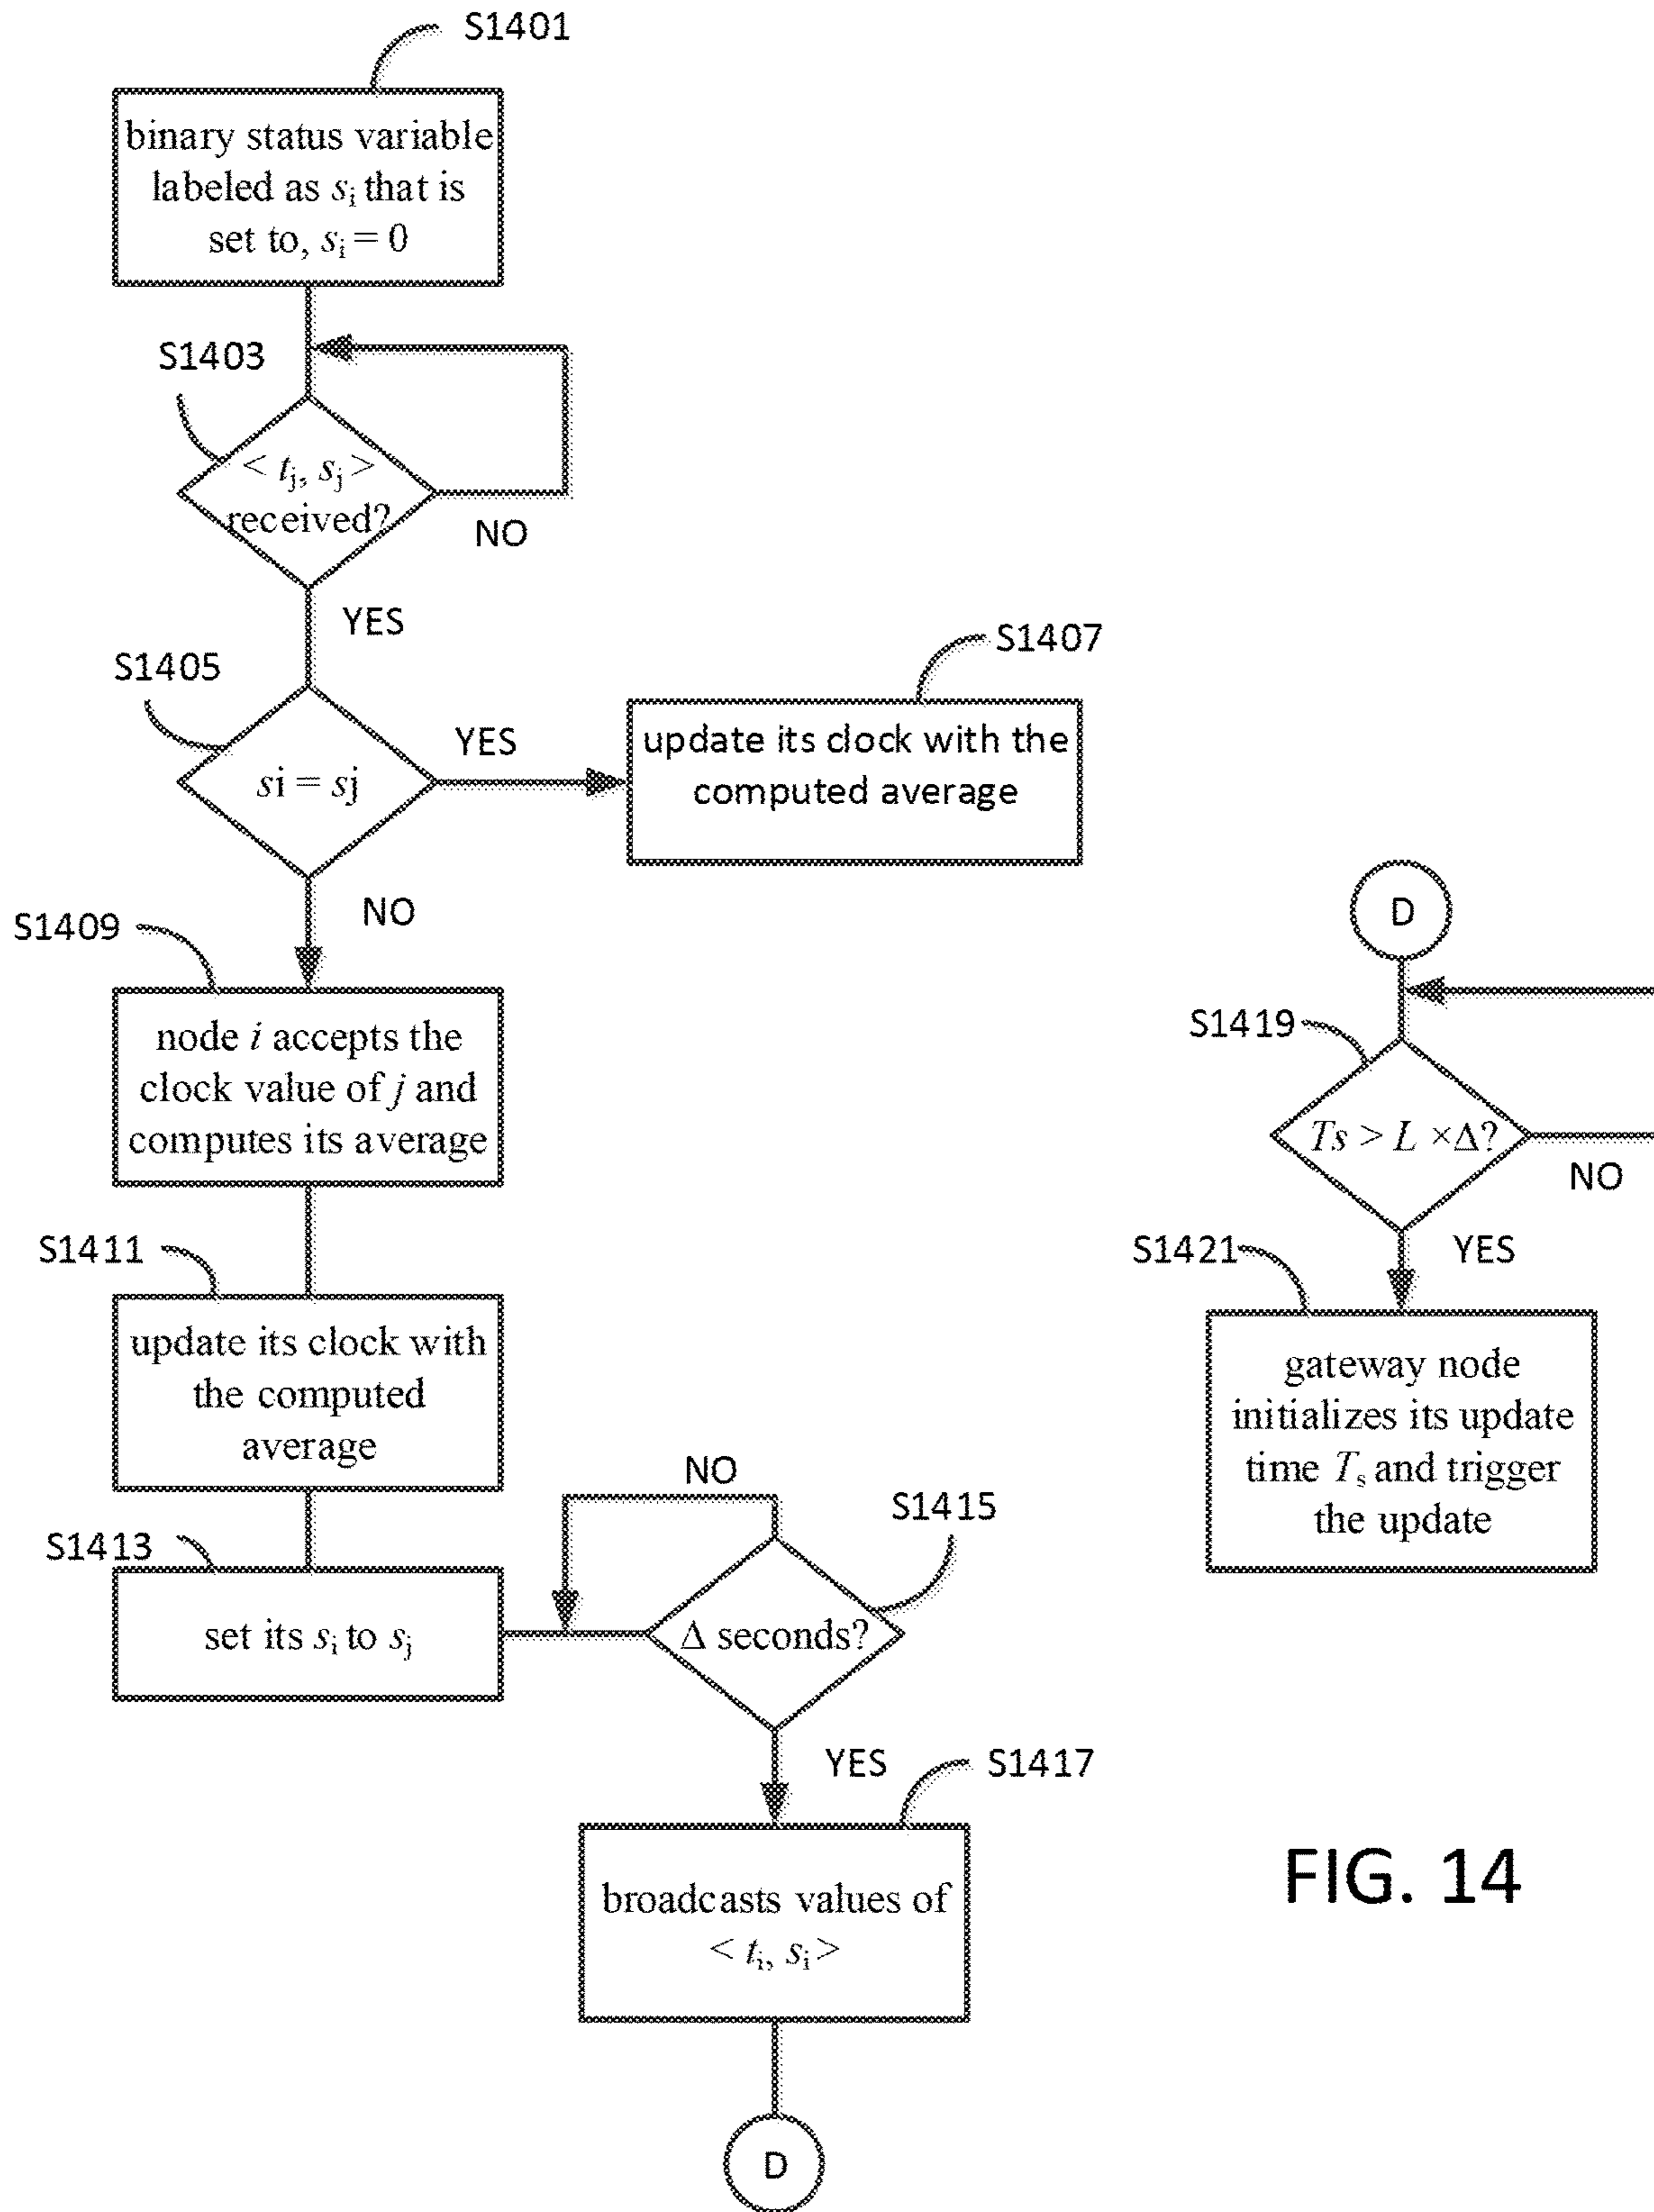 S1401
binary status variable
labeled as si that is
set to, si = 0
S1403
< tj, sj >
received?
NO
YES
S1405
si = sj
YES
S1407
update its clock with the
computed average
NO
S1409
node i accepts the
clock value of j and
computes its average
S1411
update its clock with
the computed
average
S1413
set its si to sj
NO
S1415
Δ seconds?
YES
S1417
broadcasts values of
< ti, si >
D
D
S1419
Ts > L ×Δ?
NO
YES
S1421
gateway node
initializes its update
time Ts and trigger
the update
FIG. 14